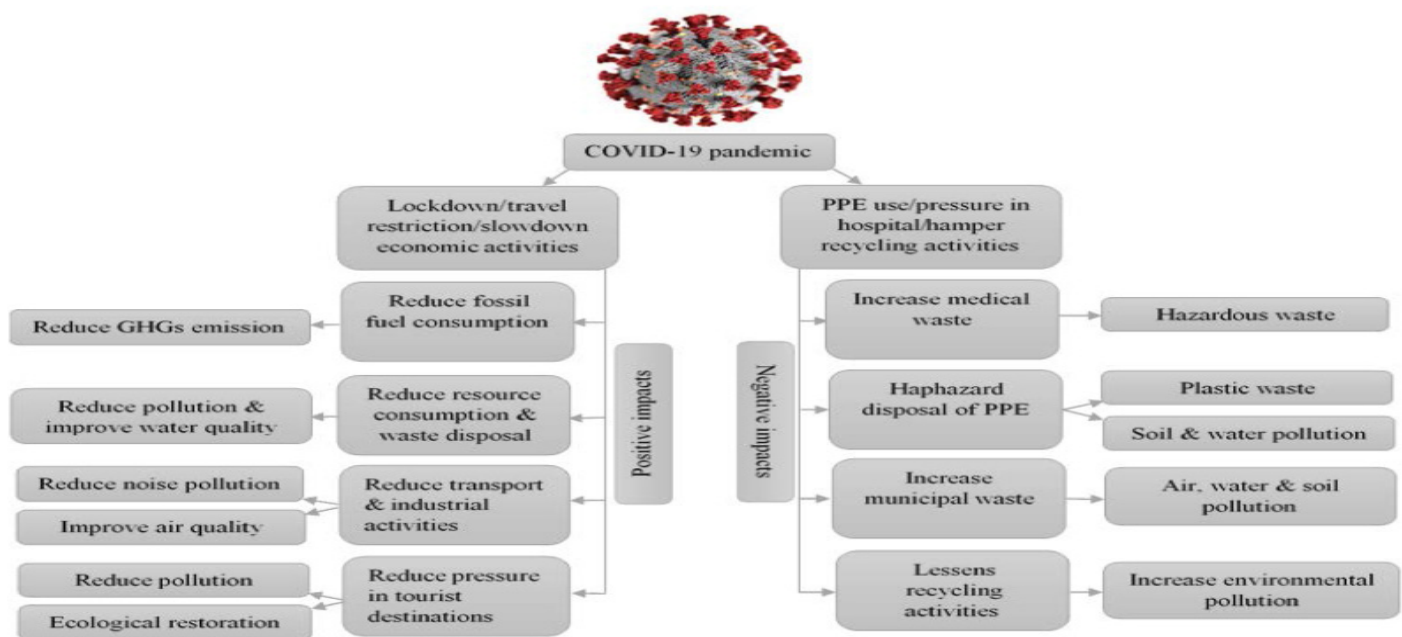 COVID-19 pandemic
Lockdown/travel
restriction/slowdown
economic activities
PPE use/pressure in
hospital/hamper
recycling activities
Reduce fossil
fuel consumption
Reduce GHGs emission
Reduce resource
consumption &
waste disposal
Reduce pollution &
improve water quality
Reduce transport
& industrial
activities
Reduce noise pollution
Improve air quality
Reduce pressure
in tourist
destinations
Reduce pollution
Ecological restoration
Positive impacts
Negative impacts
Increase medical
waste
Hazardous waste
Haphazard
disposal of PPE
Plastic waste
Soil & water pollution
Increase
municipal waste
Air, water & soil
pollution
Lessens
recycling
activities
Increase environmental
pollution